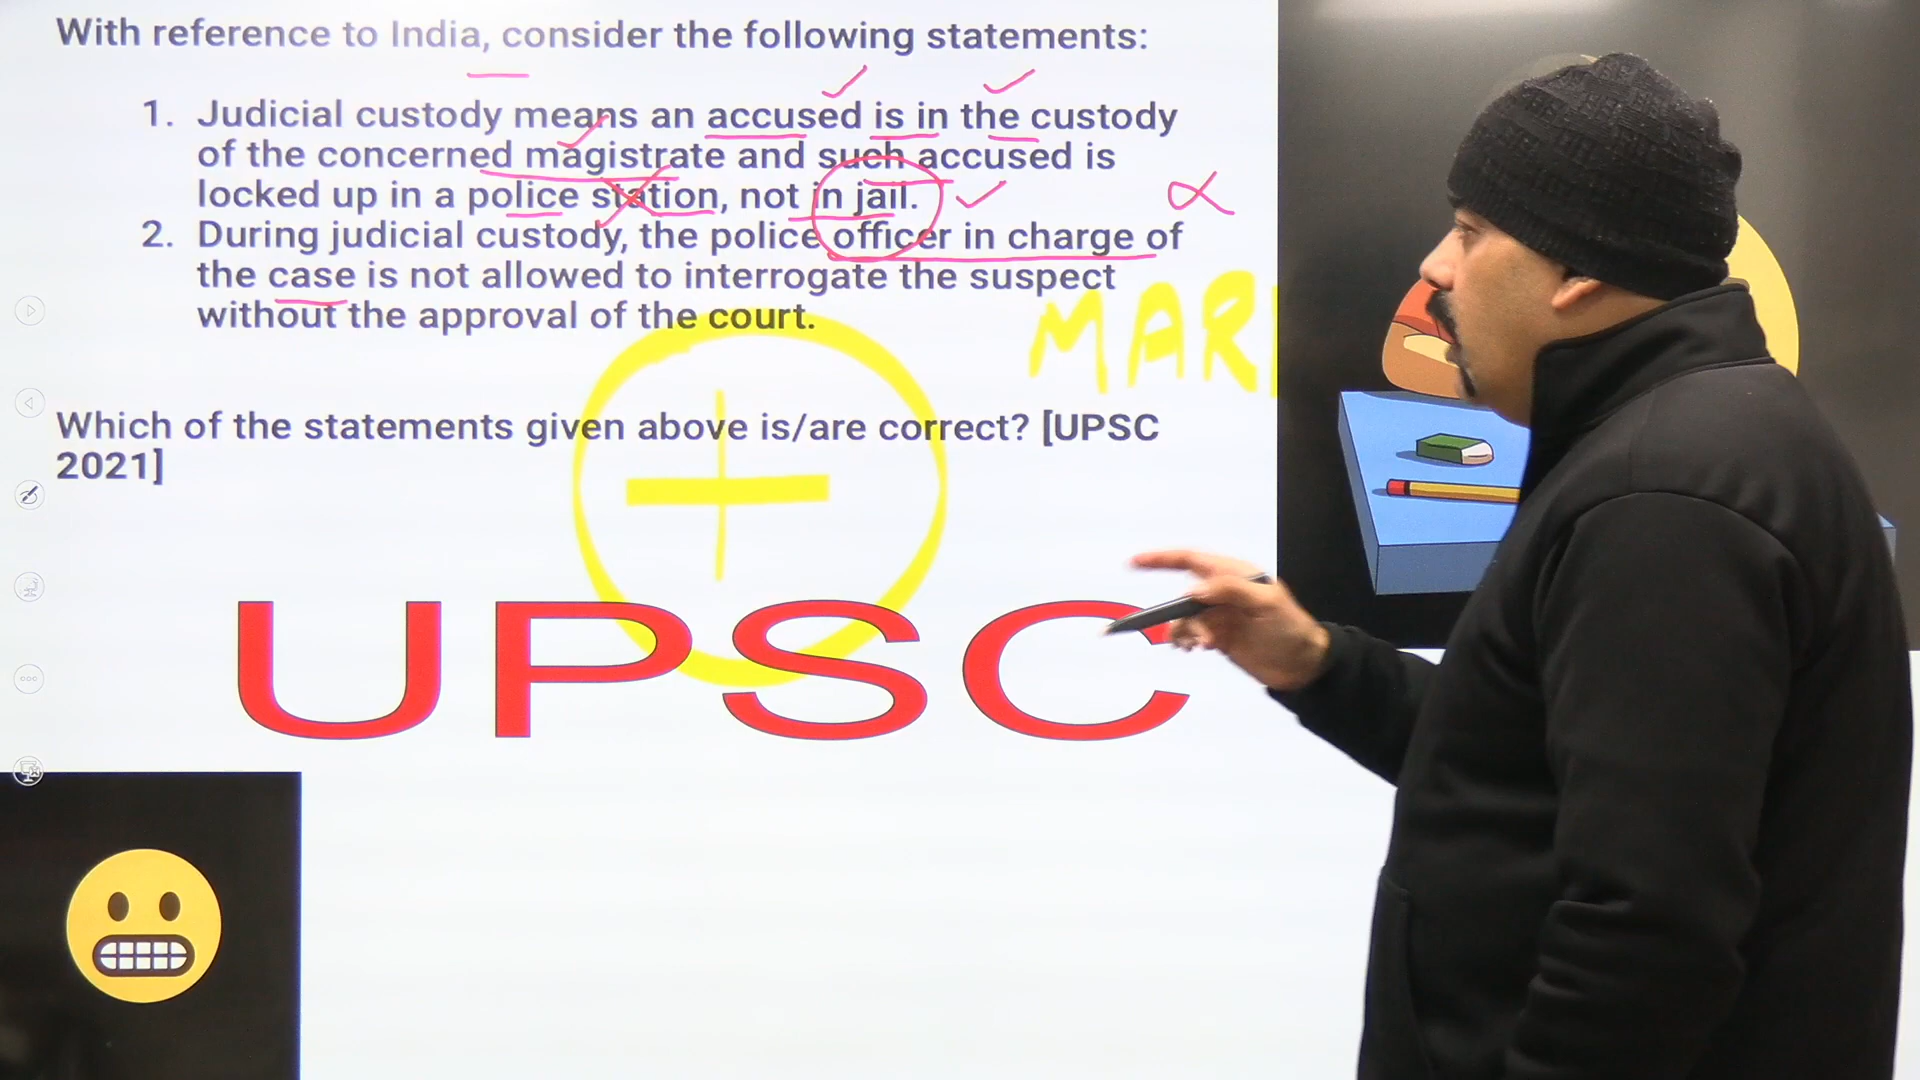 With reference to India, consider the following statements:
1. Judicial custody means an accused is in the custody
of the concerned magistrate and such accused is
locked up in a police station, not in jail.
2. During judicial custody, the police officer in charge of
the case is not allowed to interrogate the suspect
without the approval of the court.
MAR
Which of the statements given above is/are correct? [UPSC
2021]
UPSC